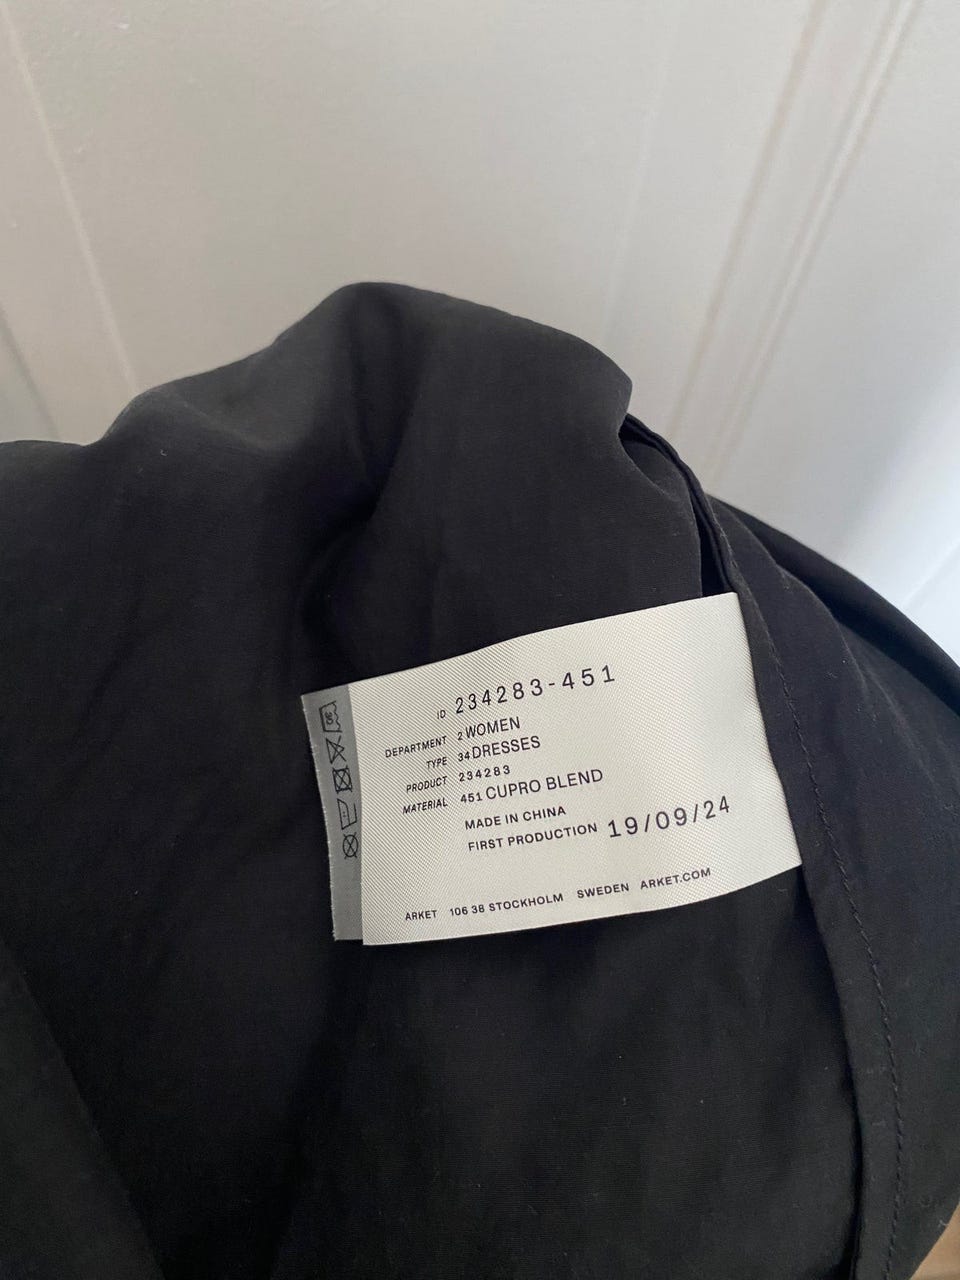 ID 234283-451
DEPARTMENT 2 WOMEN
TYPE 34 DRESSES
PRODUCT 234283
MATERIAL 451 CUPRO BLEND
MADE IN CHINA
FIRST PRODUCTION 19/09/24
ARKET 106 38 STOCKHOLM SWEDEN ARKET.COM
30